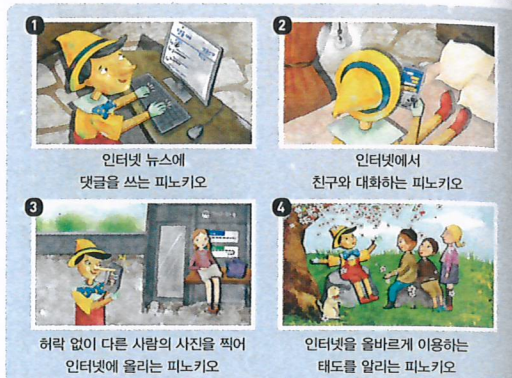 1
인터넷 뉴스에
댓글을 쓰는 피노키오
2
인터넷에서
친구와 대화하는 피노키오
3
허락 없이 다른 사람의 사진을 찍어
인터넷에 올리는 피노키오
4
인터넷을 올바르게 이용하는
태도를 알리는 피노키오